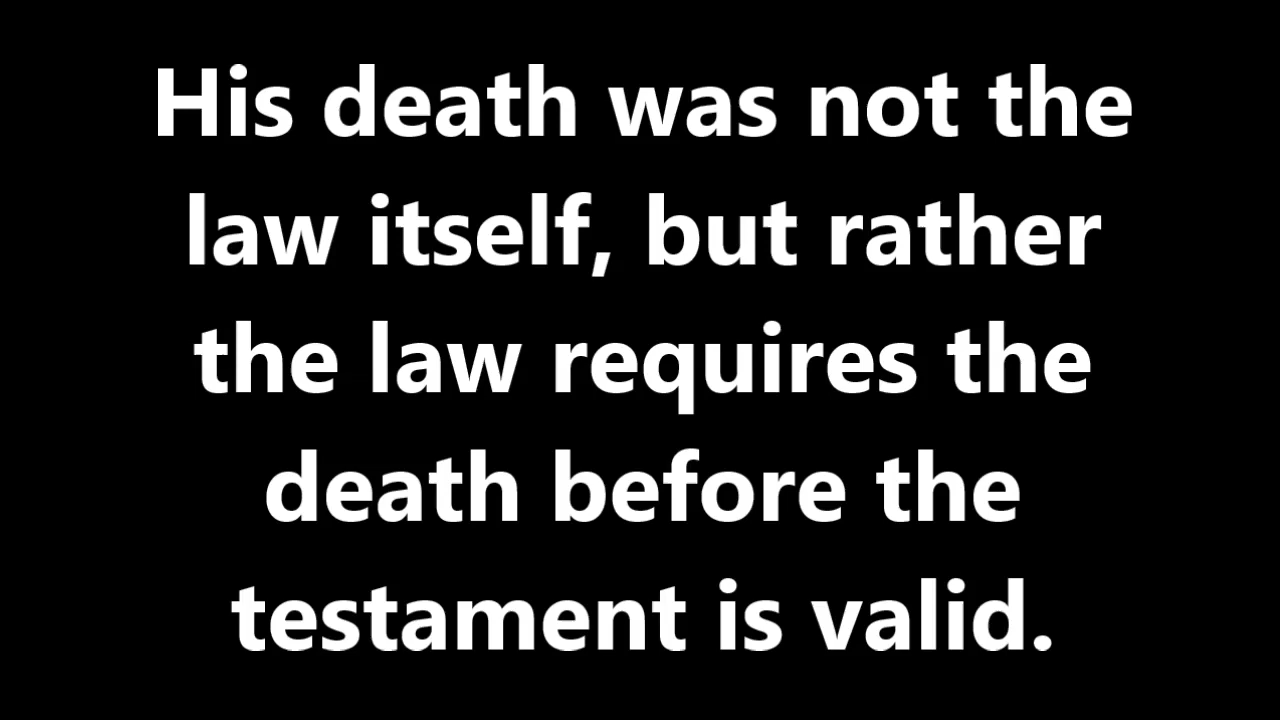 His death was not the
law itself, but rather
the law requires the
death before the
testament is valid.